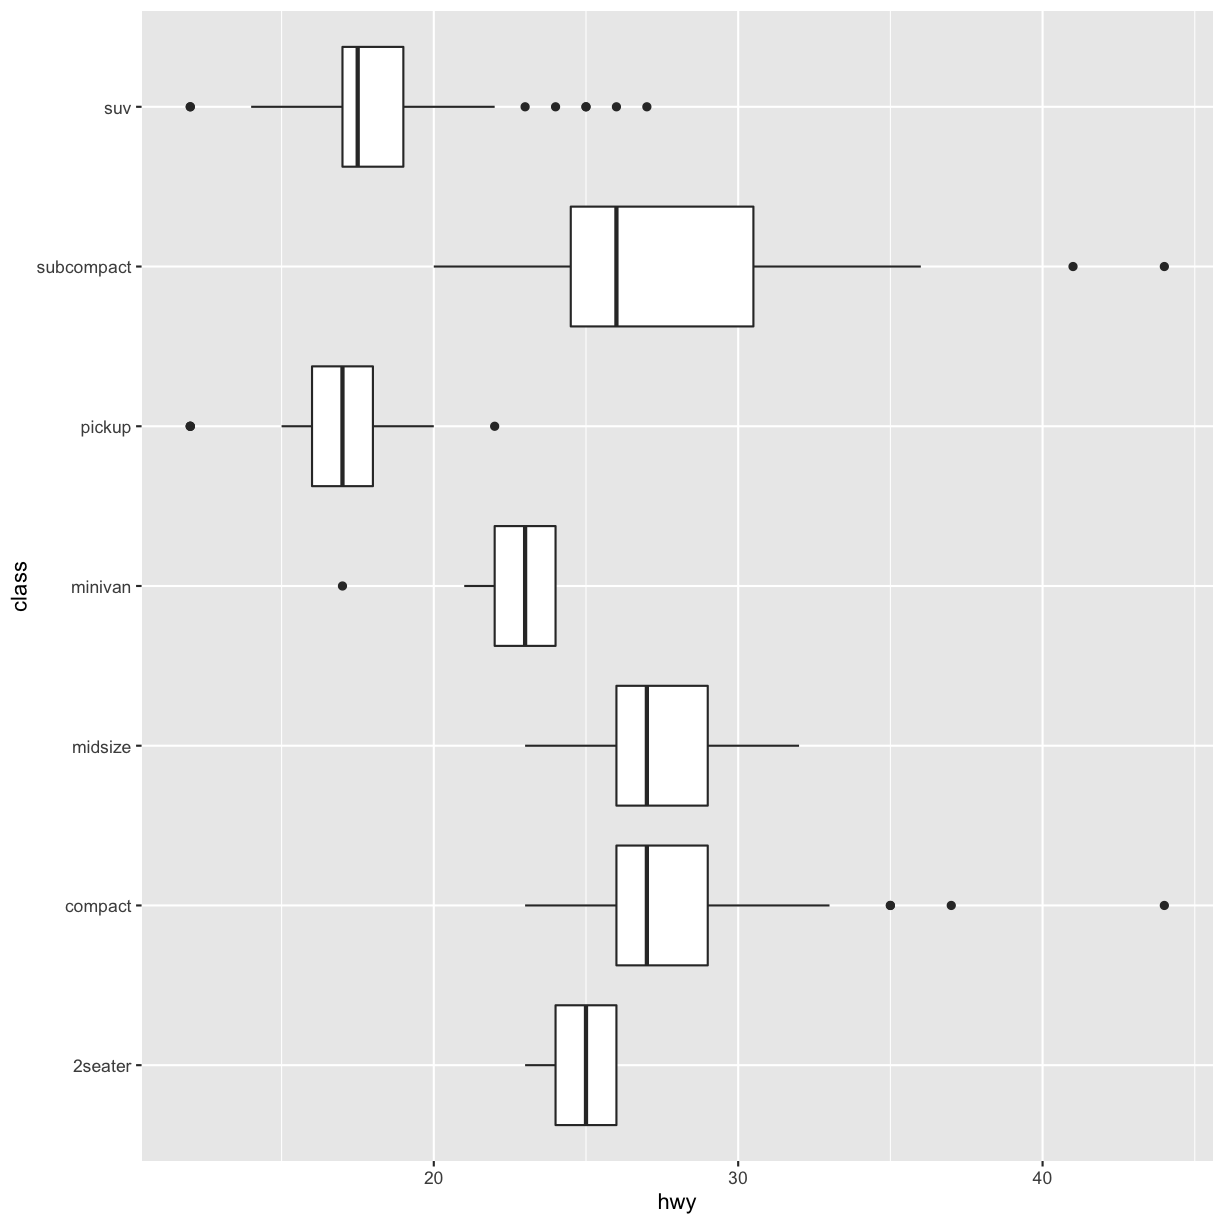 suv
subcompact
pickup
minivan
midsize
compact
2seater
class
20 30 40
hwy